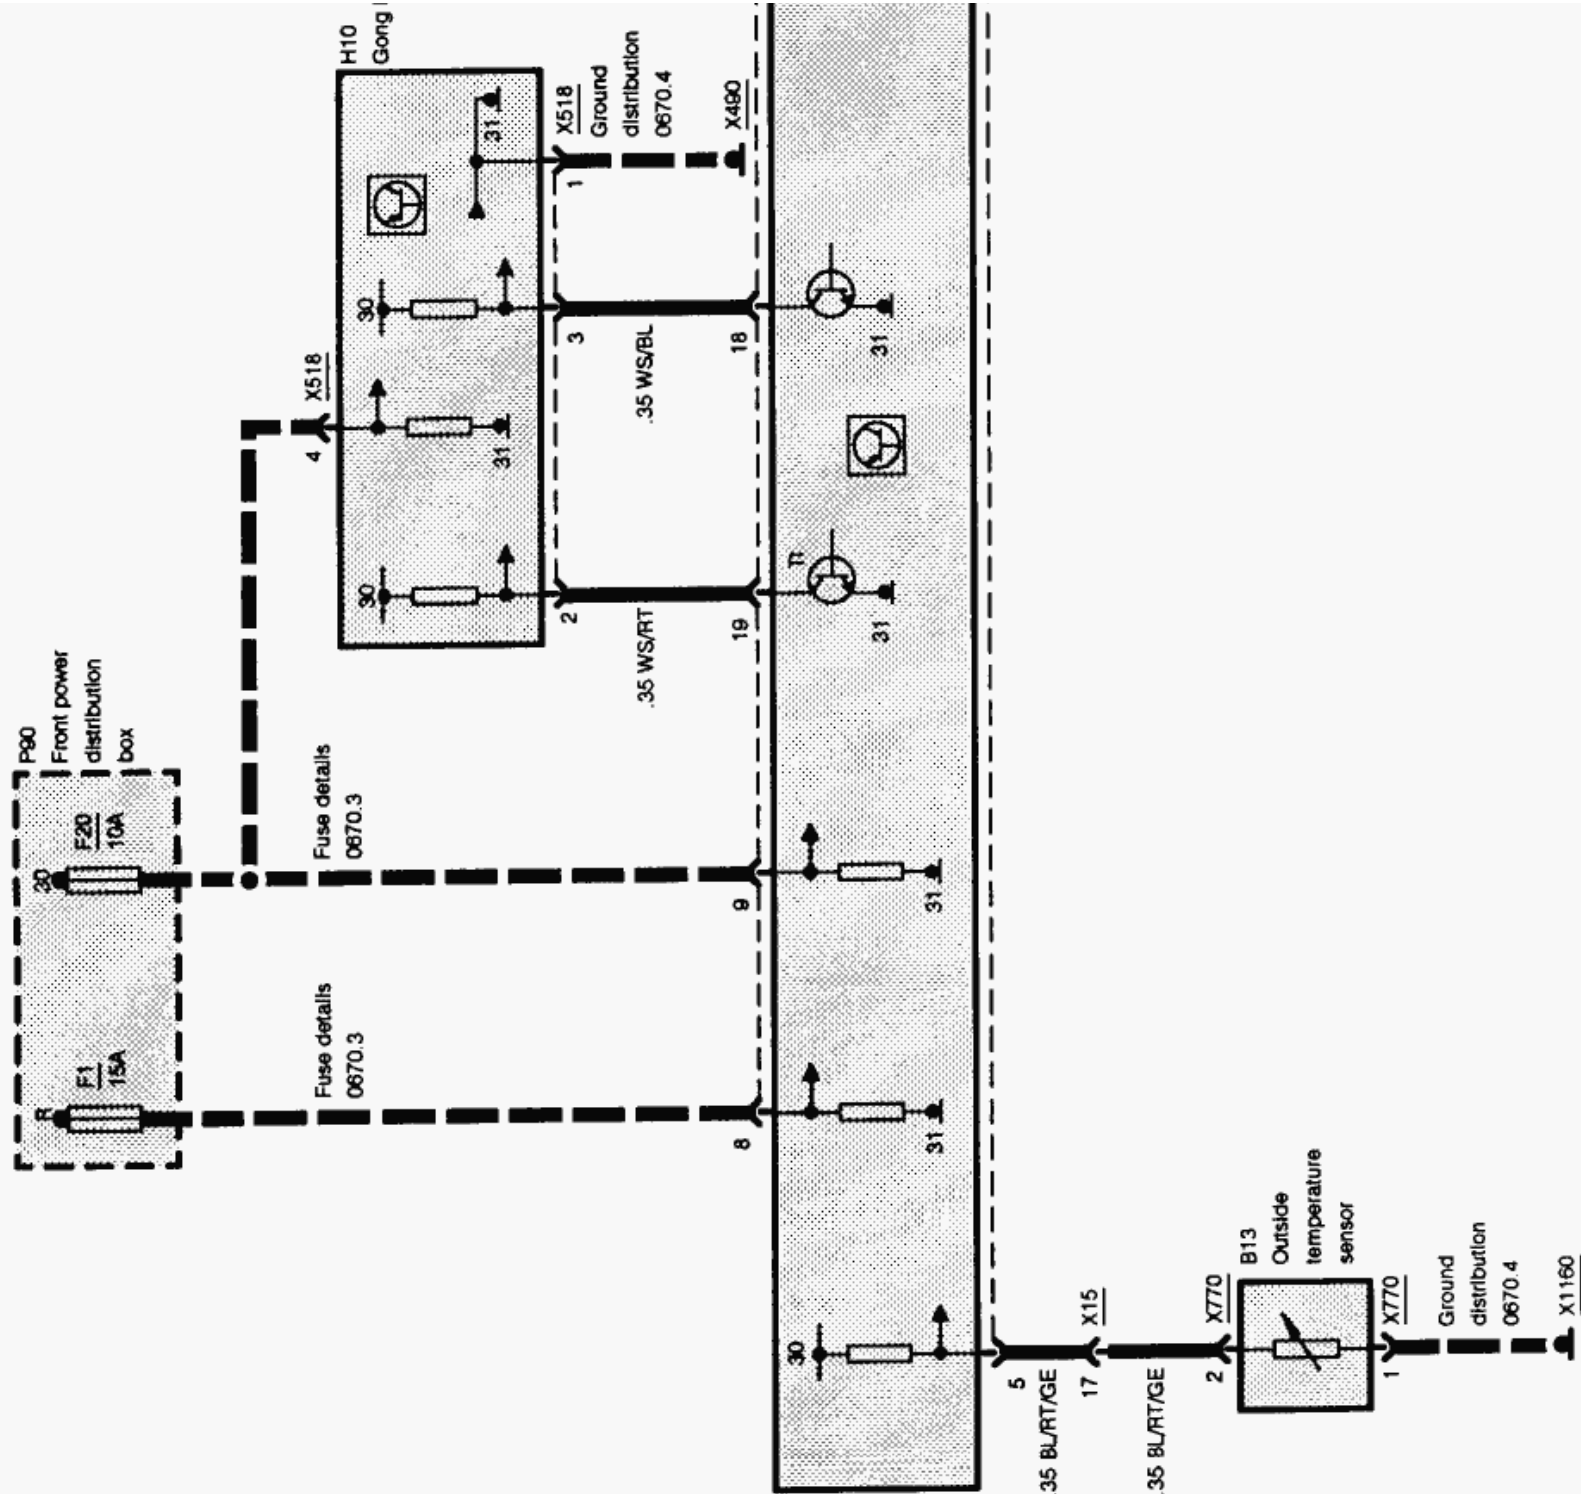 P90
Front power
distribution
box
30
F20
10A
R
F1
15A
Fuse details
0670.3
Fuse details
0670.3
H10
Gong
X518
4
30
30
31
31
X518
Ground
distribution
0670.4
X490
1
3
2
.35 WS/BL
.35 WS/RT
18
19
9
8
31
31
31
31
30
5
.35 BL/RT/GE
17
X15
.35 BL/RT/GE
2
X770
B13
Outside
temperature
sensor
X770
1
Ground
distribution
0670.4
X1160